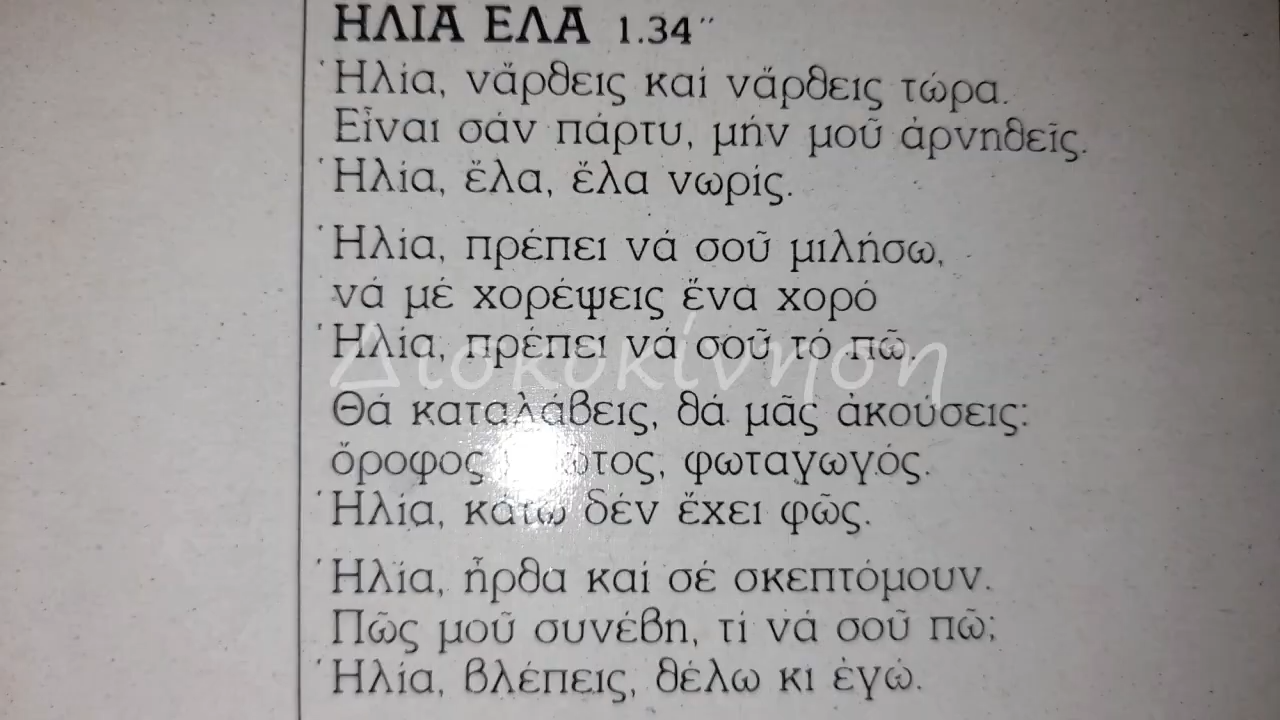 ΗΛΙΑ ΕΛΑ 1.34''
Ἠλία, νἄρθεις καί νἄρθεις τώρα.
Εἶναι σάν πάρτυ, μήν μοῦ ἀρνηθεῖς.
Ἠλία, ἔλα, ἔλα νωρίς.
Ἠλία, πρέπει νά σοῦ μιλήσω,
νά μέ χορέψεις ἕνα χορό
Ἠλία, πρέπει νά σοῦ τό πῶ.
Δισκοκίνηση
Θά καταλάβεις, θά μᾶς ἀκούσεις:
ὄροφος φωταγωγός.
Ἠλία, κάτω δέν ἔχει φῶς.
Ἠλία, ἦρθα καί σέ σκεπτόμουν.
Πῶς μοῦ συνέβη, τί νά σοῦ πῶ;
Ἠλία, βλέπεις, θέλω κι ἐγώ.